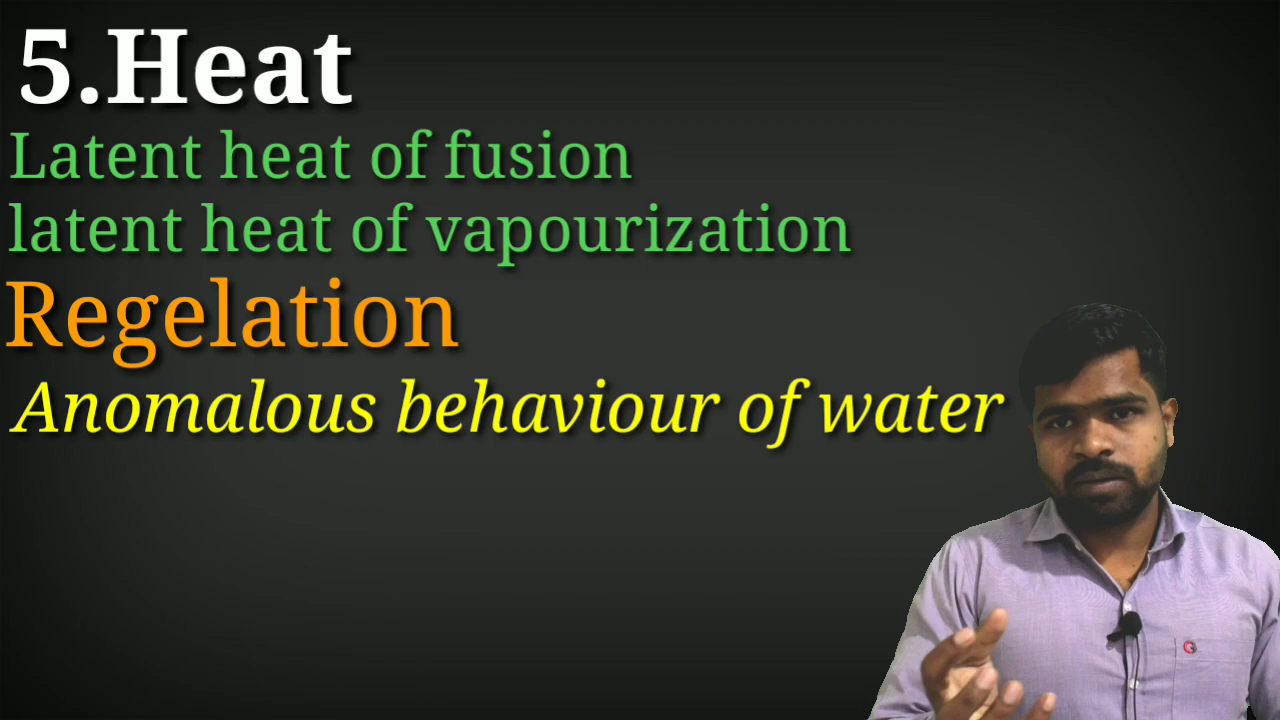 5.Heat
Latent heat of fusion
latent heat of vapourization
Regelation
Anomalous behaviour of water